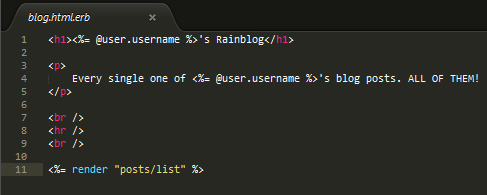 blog.html.erb ×
1 <h1><%= @user.username %>'s Rainblog</h1>
2
3 <p>
4 Every single one of <%= @user.username %>'s blog posts. ALL OF THEM!
5 </p>
6
7 <br />
8 <hr />
9 <br />
10
11 <%= render "posts/list" %>